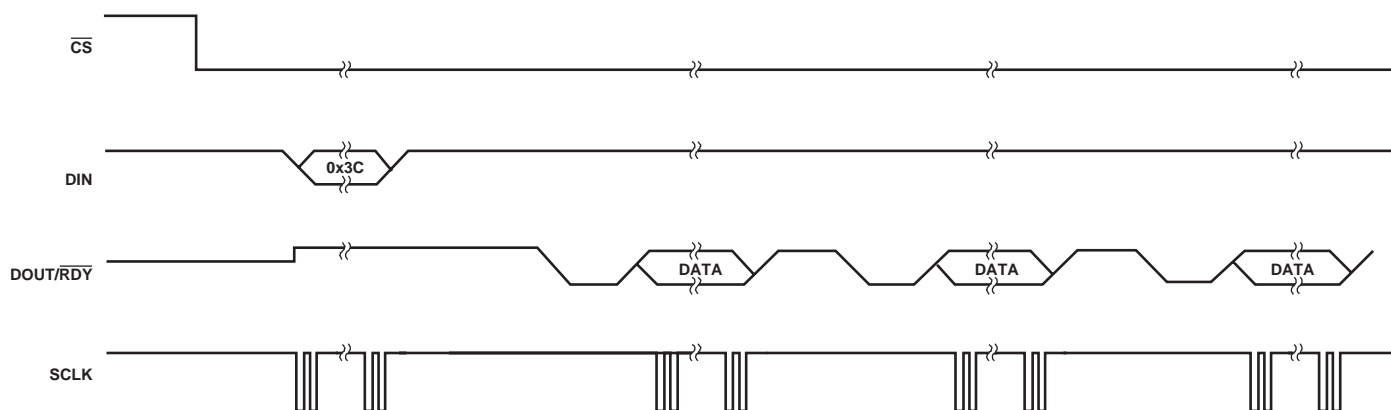 CS
DIN
0x3C
DOUT/RDY
DATA
DATA
DATA
SCLK